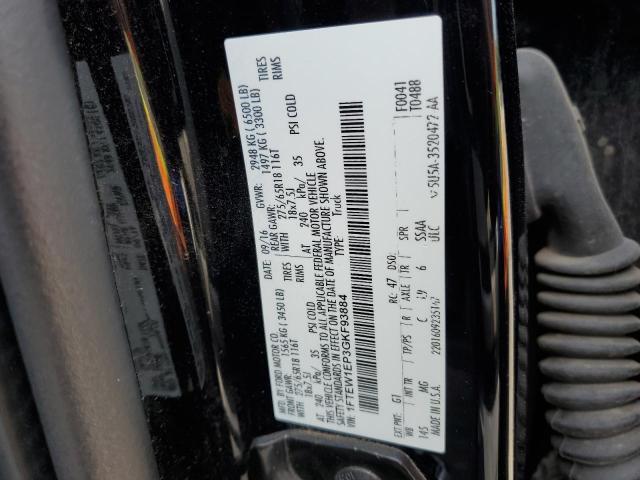 MFD. BY FORD MOTOR CO.
DATE: 09/16 GVWR: 2948 KG ( 6500 LB)
FRONT GAWR: 1565 KG ( 3450 LB) REAR GAWR: 1497 KG ( 3300 LB)
WITH 275/65R18 116T TIRES WITH 275/65R18 116T TIRES
18x7.5J RIMS 18x7.5J RIMS
AT 240 kPa/ 35 PSI COLD AT 240 kPa/ 35 PSI COLD
THIS VEHICLE CONFORMS TO ALL APPLICABLE FEDERAL MOTOR VEHICLE
SAFETY STANDARDS IN EFFECT ON THE DATE OF MANUFACTURE SHOWN ABOVE.
VIN: 1FTEW1EP3GKF93884 TYPE: Truck
F0041
T0488
EXT PNT: G1 RC: 47 DSO:
WB INT TR TP/PS R AXLE TR SPR
145 MG C 19 6 SSAA
MADE IN U.S.A. UTC
5U5A-3520472 AA